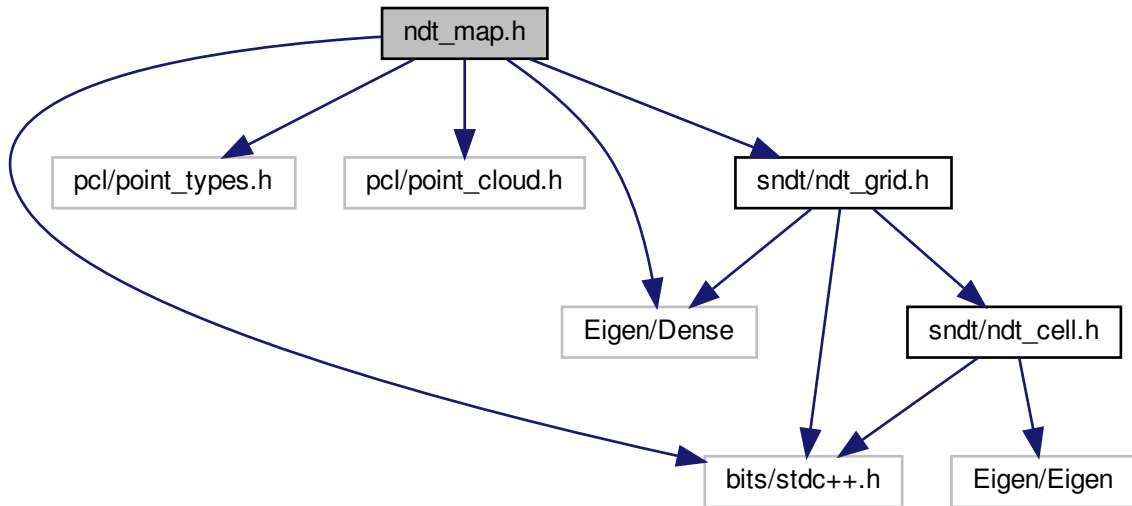 ndt_map.h
pcl/point_types.h
pcl/point_cloud.h
sndt/ndt_grid.h
Eigen/Dense
sndt/ndt_cell.h
bits/stdc++.h
Eigen/Eigen